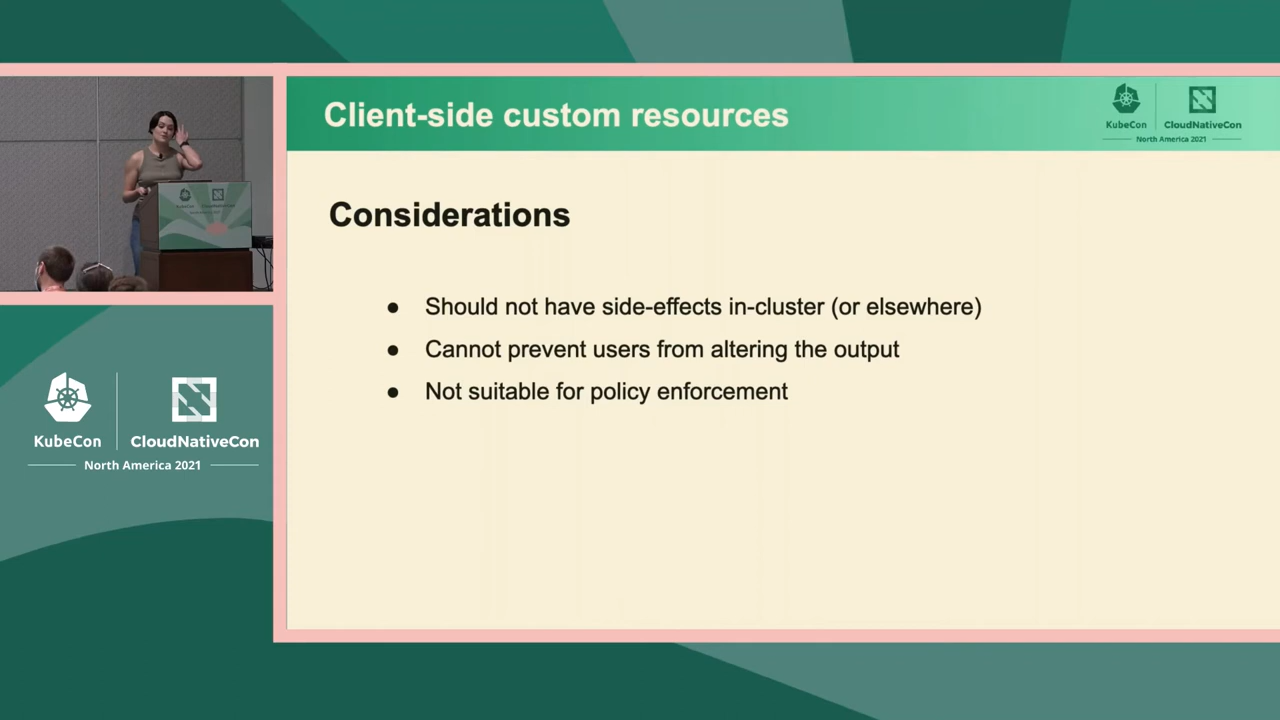 Client-side custom resources
KubeCon
CloudNativeCon
North America 2021
Considerations
● Should not have side-effects in-cluster (or elsewhere)
● Cannot prevent users from altering the output
● Not suitable for policy enforcement
KubeCon
CloudNativeCon
North America 2021